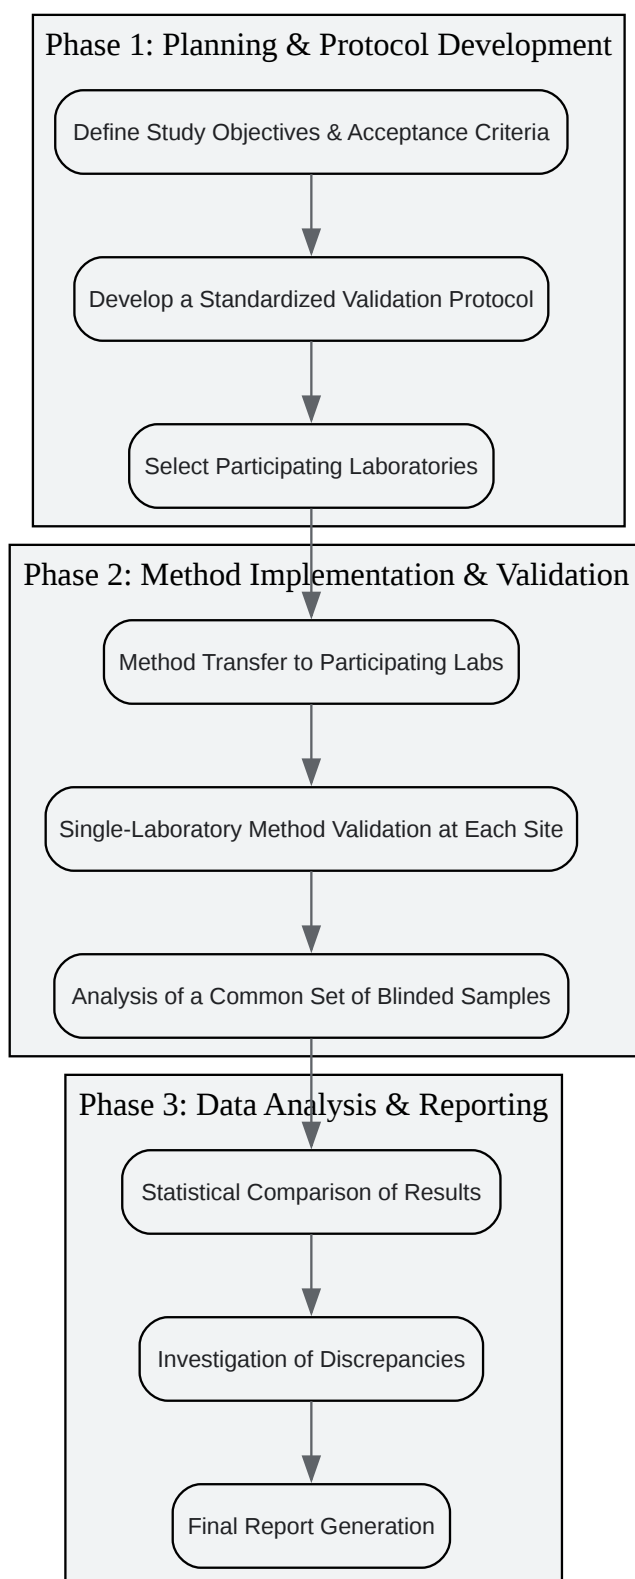 Phase 1: Planning & Protocol Development
Define Study Objectives & Acceptance Criteria
Develop a Standardized Validation Protocol
Select Participating Laboratories
Phase 2: Method Implementation & Validation
Method Transfer to Participating Labs
Single-Laboratory Method Validation at Each Site
Analysis of a Common Set of Blinded Samples
Phase 3: Data Analysis & Reporting
Statistical Comparison of Results
Investigation of Discrepancies
Final Report Generation